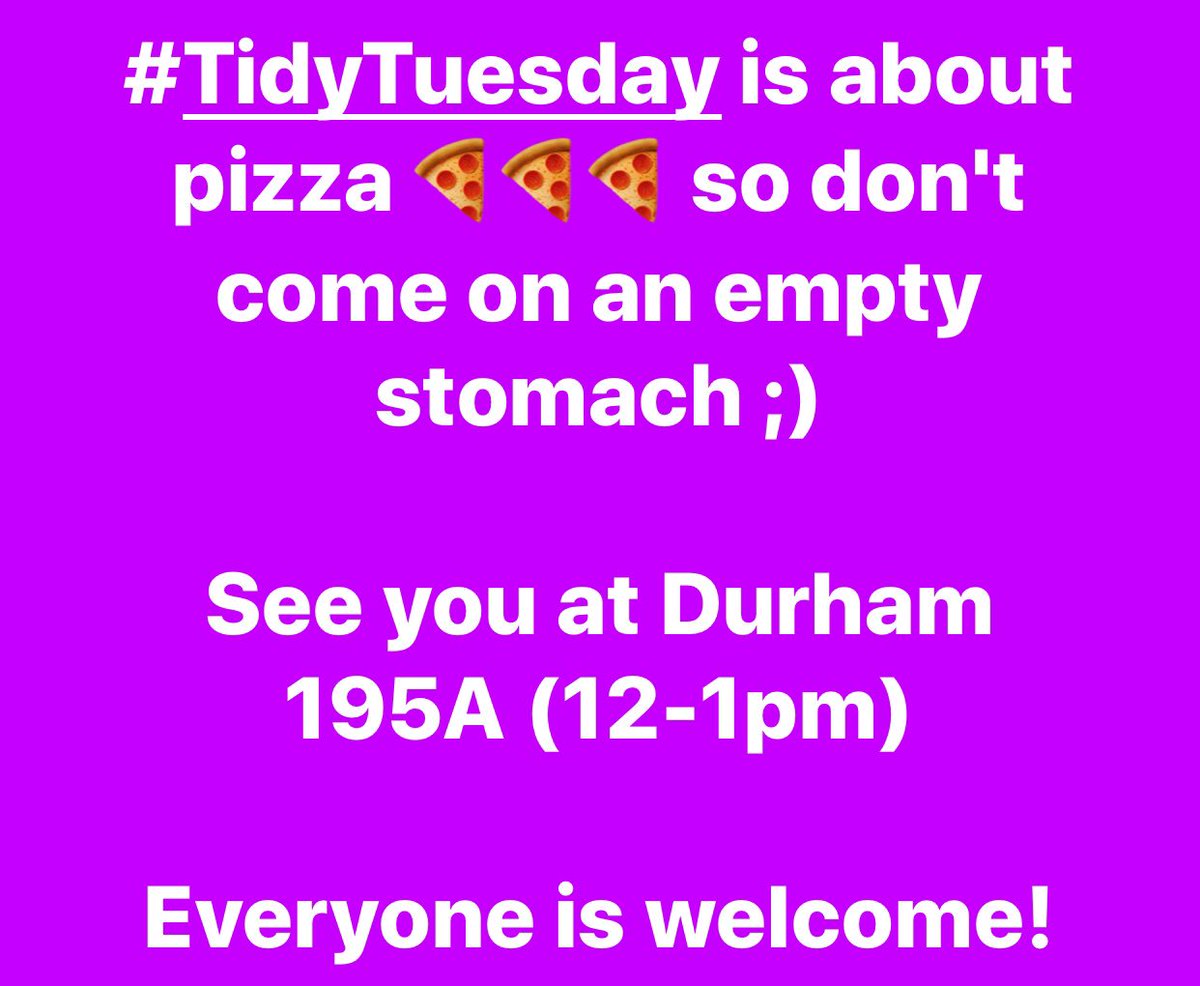 #TidyTuesday is about
pizza 🍕🍕🍕 so don't
come on an empty
stomach ;)
See you at Durham
195A (12-1pm)
Everyone is welcome!